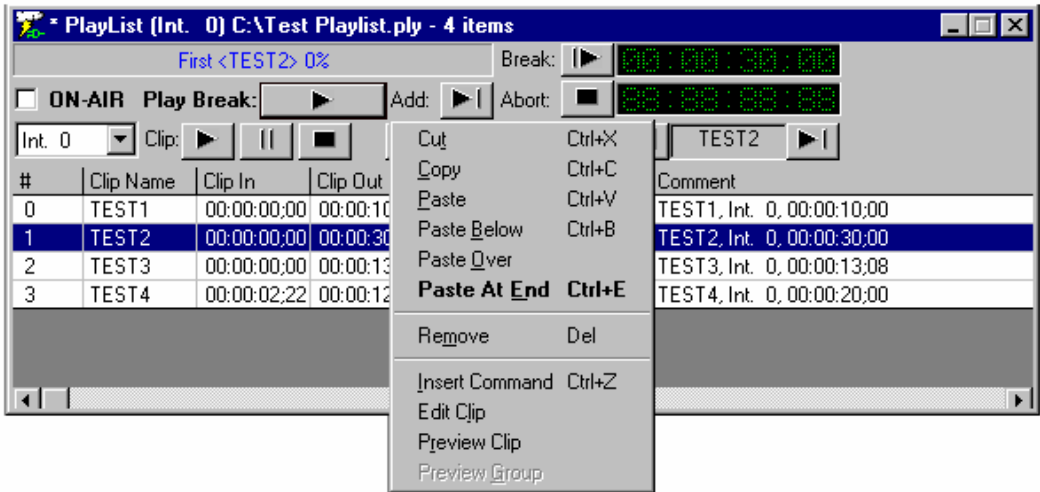 * PlayList (Int. 0) C:\Test Playlist.ply - 4 items
First <TEST2> 0% Break: 00:00:30;00
ON-AIR Play Break: Add: Abort: 88:88:88:88
Int. 0 Clip: TEST2
# Clip Name Clip In Clip Out Comment
0 TEST1 00:00:00;00 00:00:10 TEST1, Int. 0, 00:00:10;00
1 TEST2 00:00:00;00 00:00:30 TEST2, Int. 0, 00:00:30;00
2 TEST3 00:00:00;00 00:00:13 TEST3, Int. 0, 00:00:13;08
3 TEST4 00:00:02;22 00:00:12 TEST4, Int. 0, 00:00:20;00
Cut Ctrl+X
Copy Ctrl+C
Paste Ctrl+V
Paste Below Ctrl+B
Paste Over
Paste At End Ctrl+E
Remove Del
Insert Command Ctrl+Z
Edit Clip
Preview Clip
Preview Group